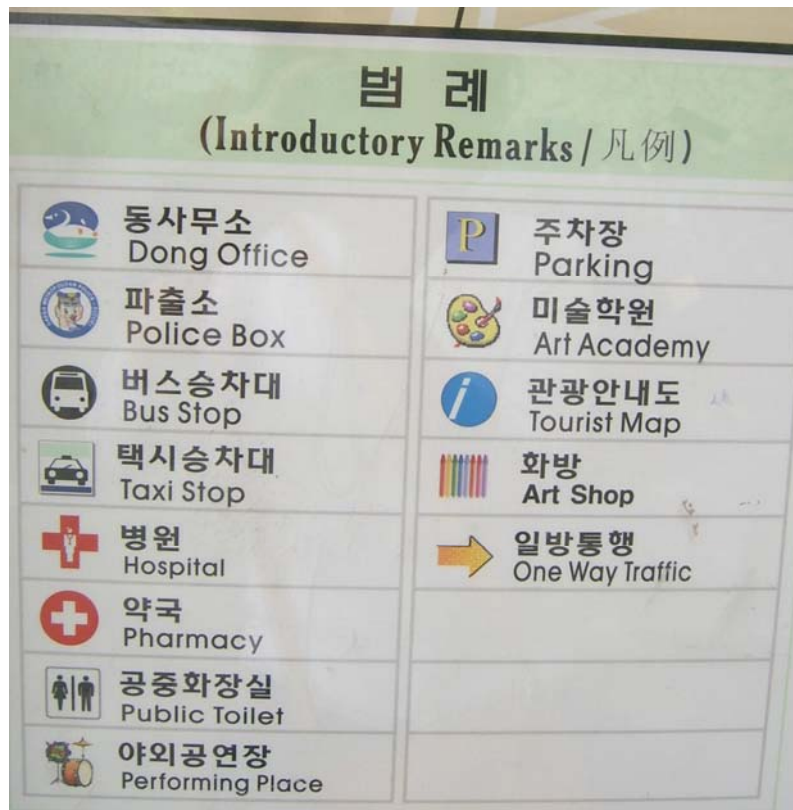 범 례
(Introductory Remarks / 凡例)
동사무소
Dong Office
파출소
Police Box
버스승차대
Bus Stop
택시승차대
Taxi Stop
병원
Hospital
약국
Pharmacy
공중화장실
Public Toilet
야외공연장
Performing Place
P
주차장
Parking
미술학원
Art Academy
i
관광안내도
Tourist Map
화방
Art Shop
일방통행
One Way Traffic